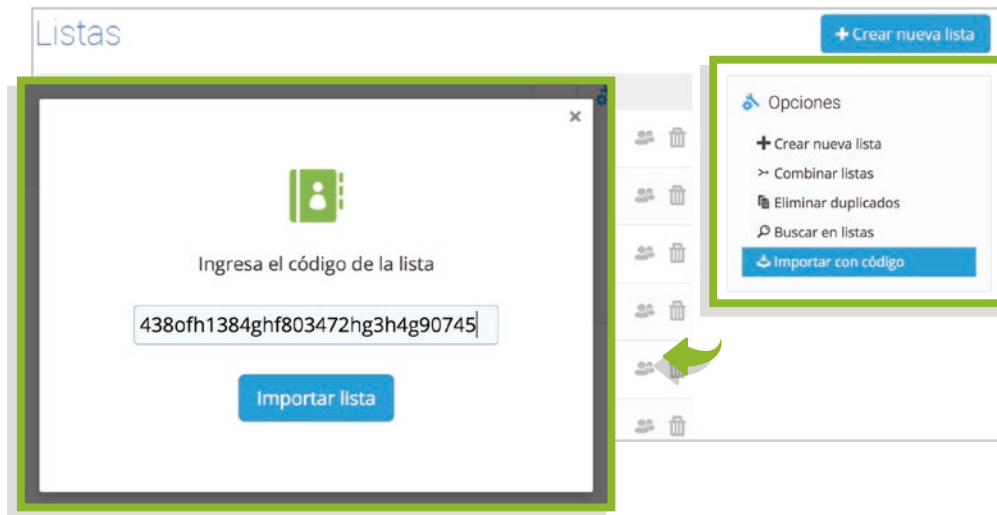 Listas
+ Crear nueva lista
×
Ingresa el código de la lista
438ofh1384ghf803472hg3h4g90745
Importar lista
Opciones
Crear nueva lista
Combinar listas
Eliminar duplicados
Buscar en listas
Importar con código